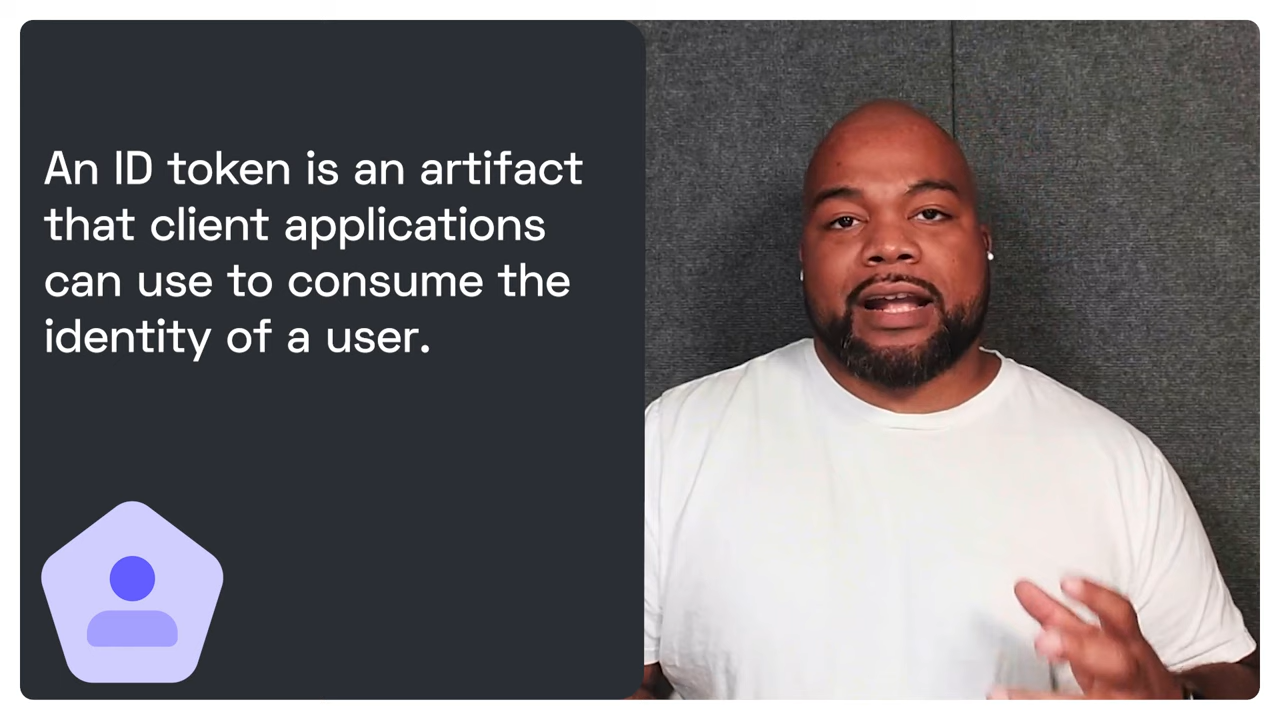 An ID token is an artifact
that client applications
can use to consume the
identity of a user.